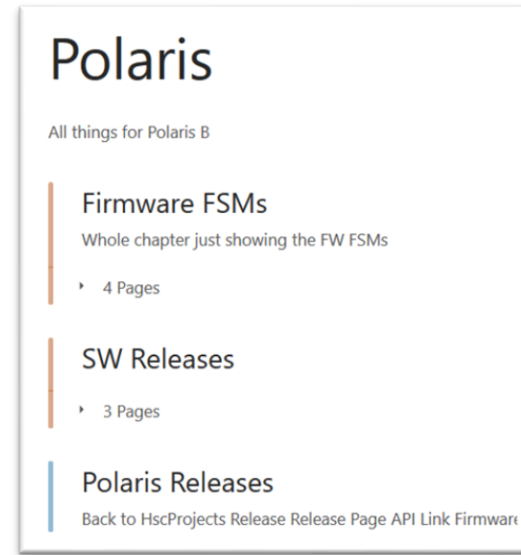 Polaris
All things for Polaris B
Firmware FSMs
Whole chapter just showing the FW FSMs
4 Pages
SW Releases
3 Pages
Polaris Releases
Back to HscProjects Release Release Page API Link Firmware